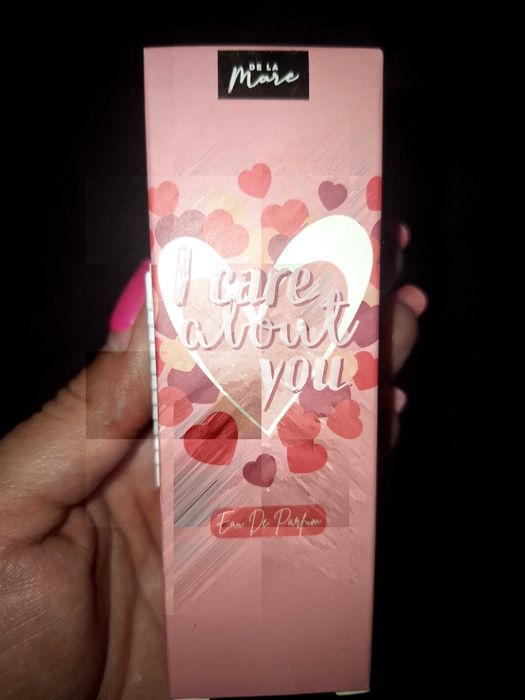 DE LA
Mare
I care
about
you
Eau De Parfum